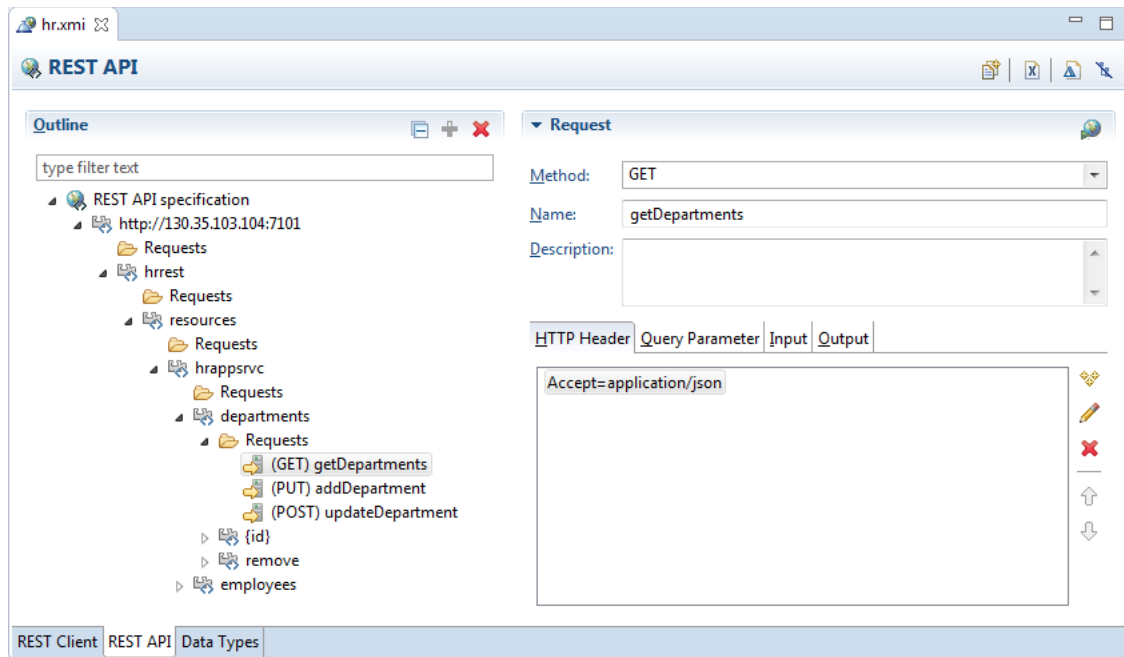 hr.xmi
REST API
Outline
type filter text
REST API specification
http://130.35.103.104:7101
Requests
hrrest
Requests
resources
Requests
hrappsrvc
Requests
departments
Requests
(GET) getDepartments
(PUT) addDepartment
(POST) updateDepartment
{id}
remove
employees
Request
Method: GET
Name: getDepartments
Description:
HTTP Header Query Parameter Input Output
Accept=application/json
REST Client REST API Data Types